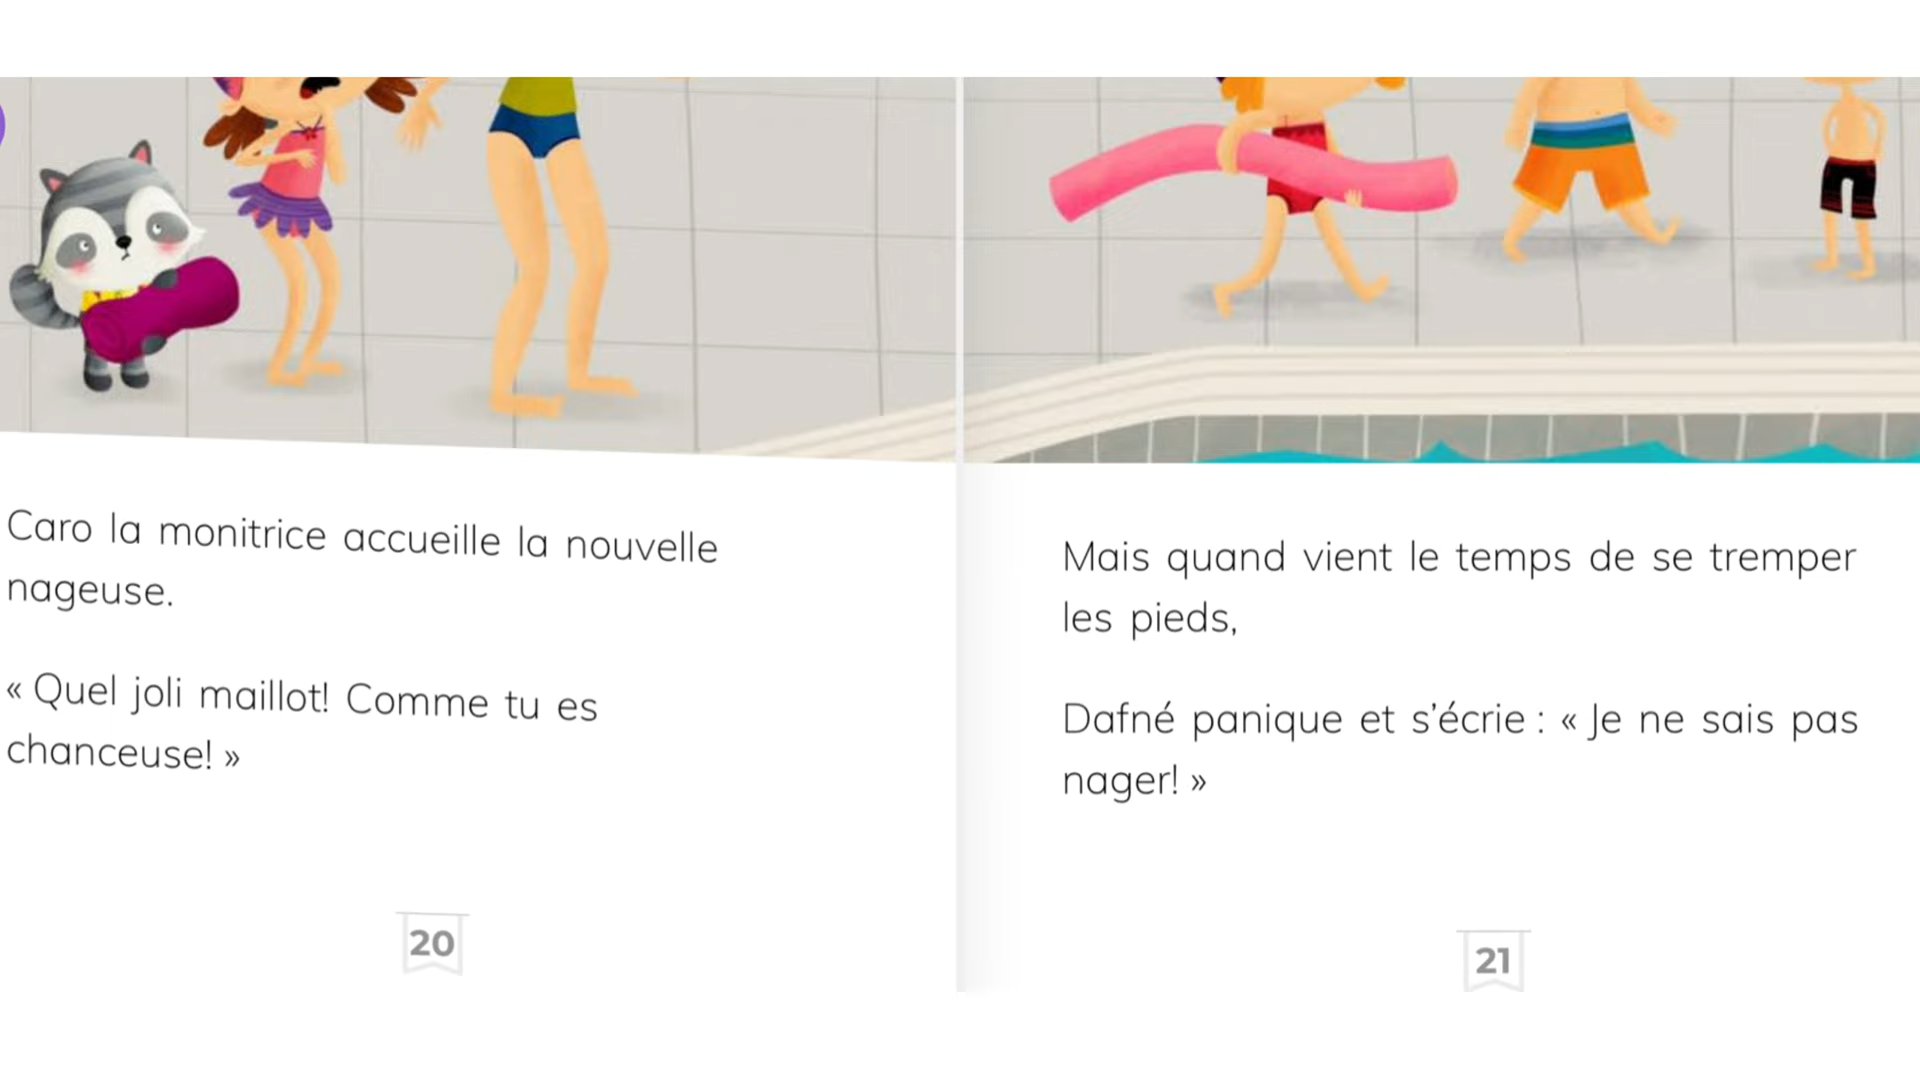 Caro la monitrice accueille la nouvelle
nageuse.
« Quel joli maillot! Comme tu es
chanceuse! »
20
Mais quand vient le temps de se tremper
les pieds,
Dafné panique et s’écrie : « Je ne sais pas
nager! »
21